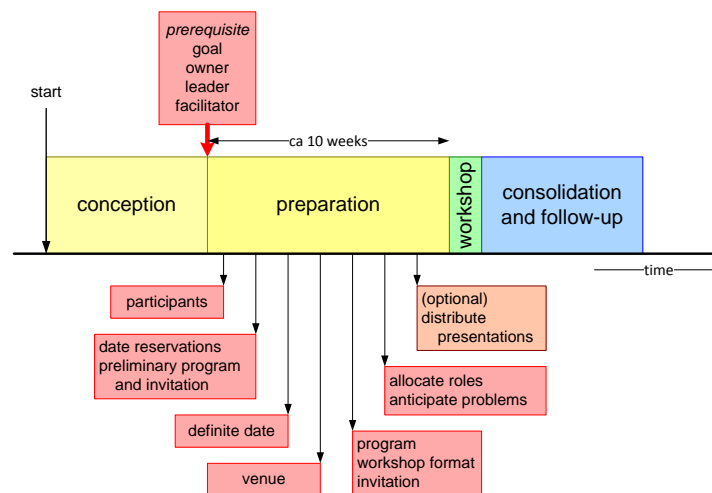 prerequisite
goal
owner
leader
facilitator
start
ca 10 weeks
conception
preparation
workshop
consolidation
and follow-up
time
participants
(optional)
distribute
presentations
date reservations
preliminary program
and invitation
allocate roles
anticipate problems
definite date
program
workshop format
invitation
venue